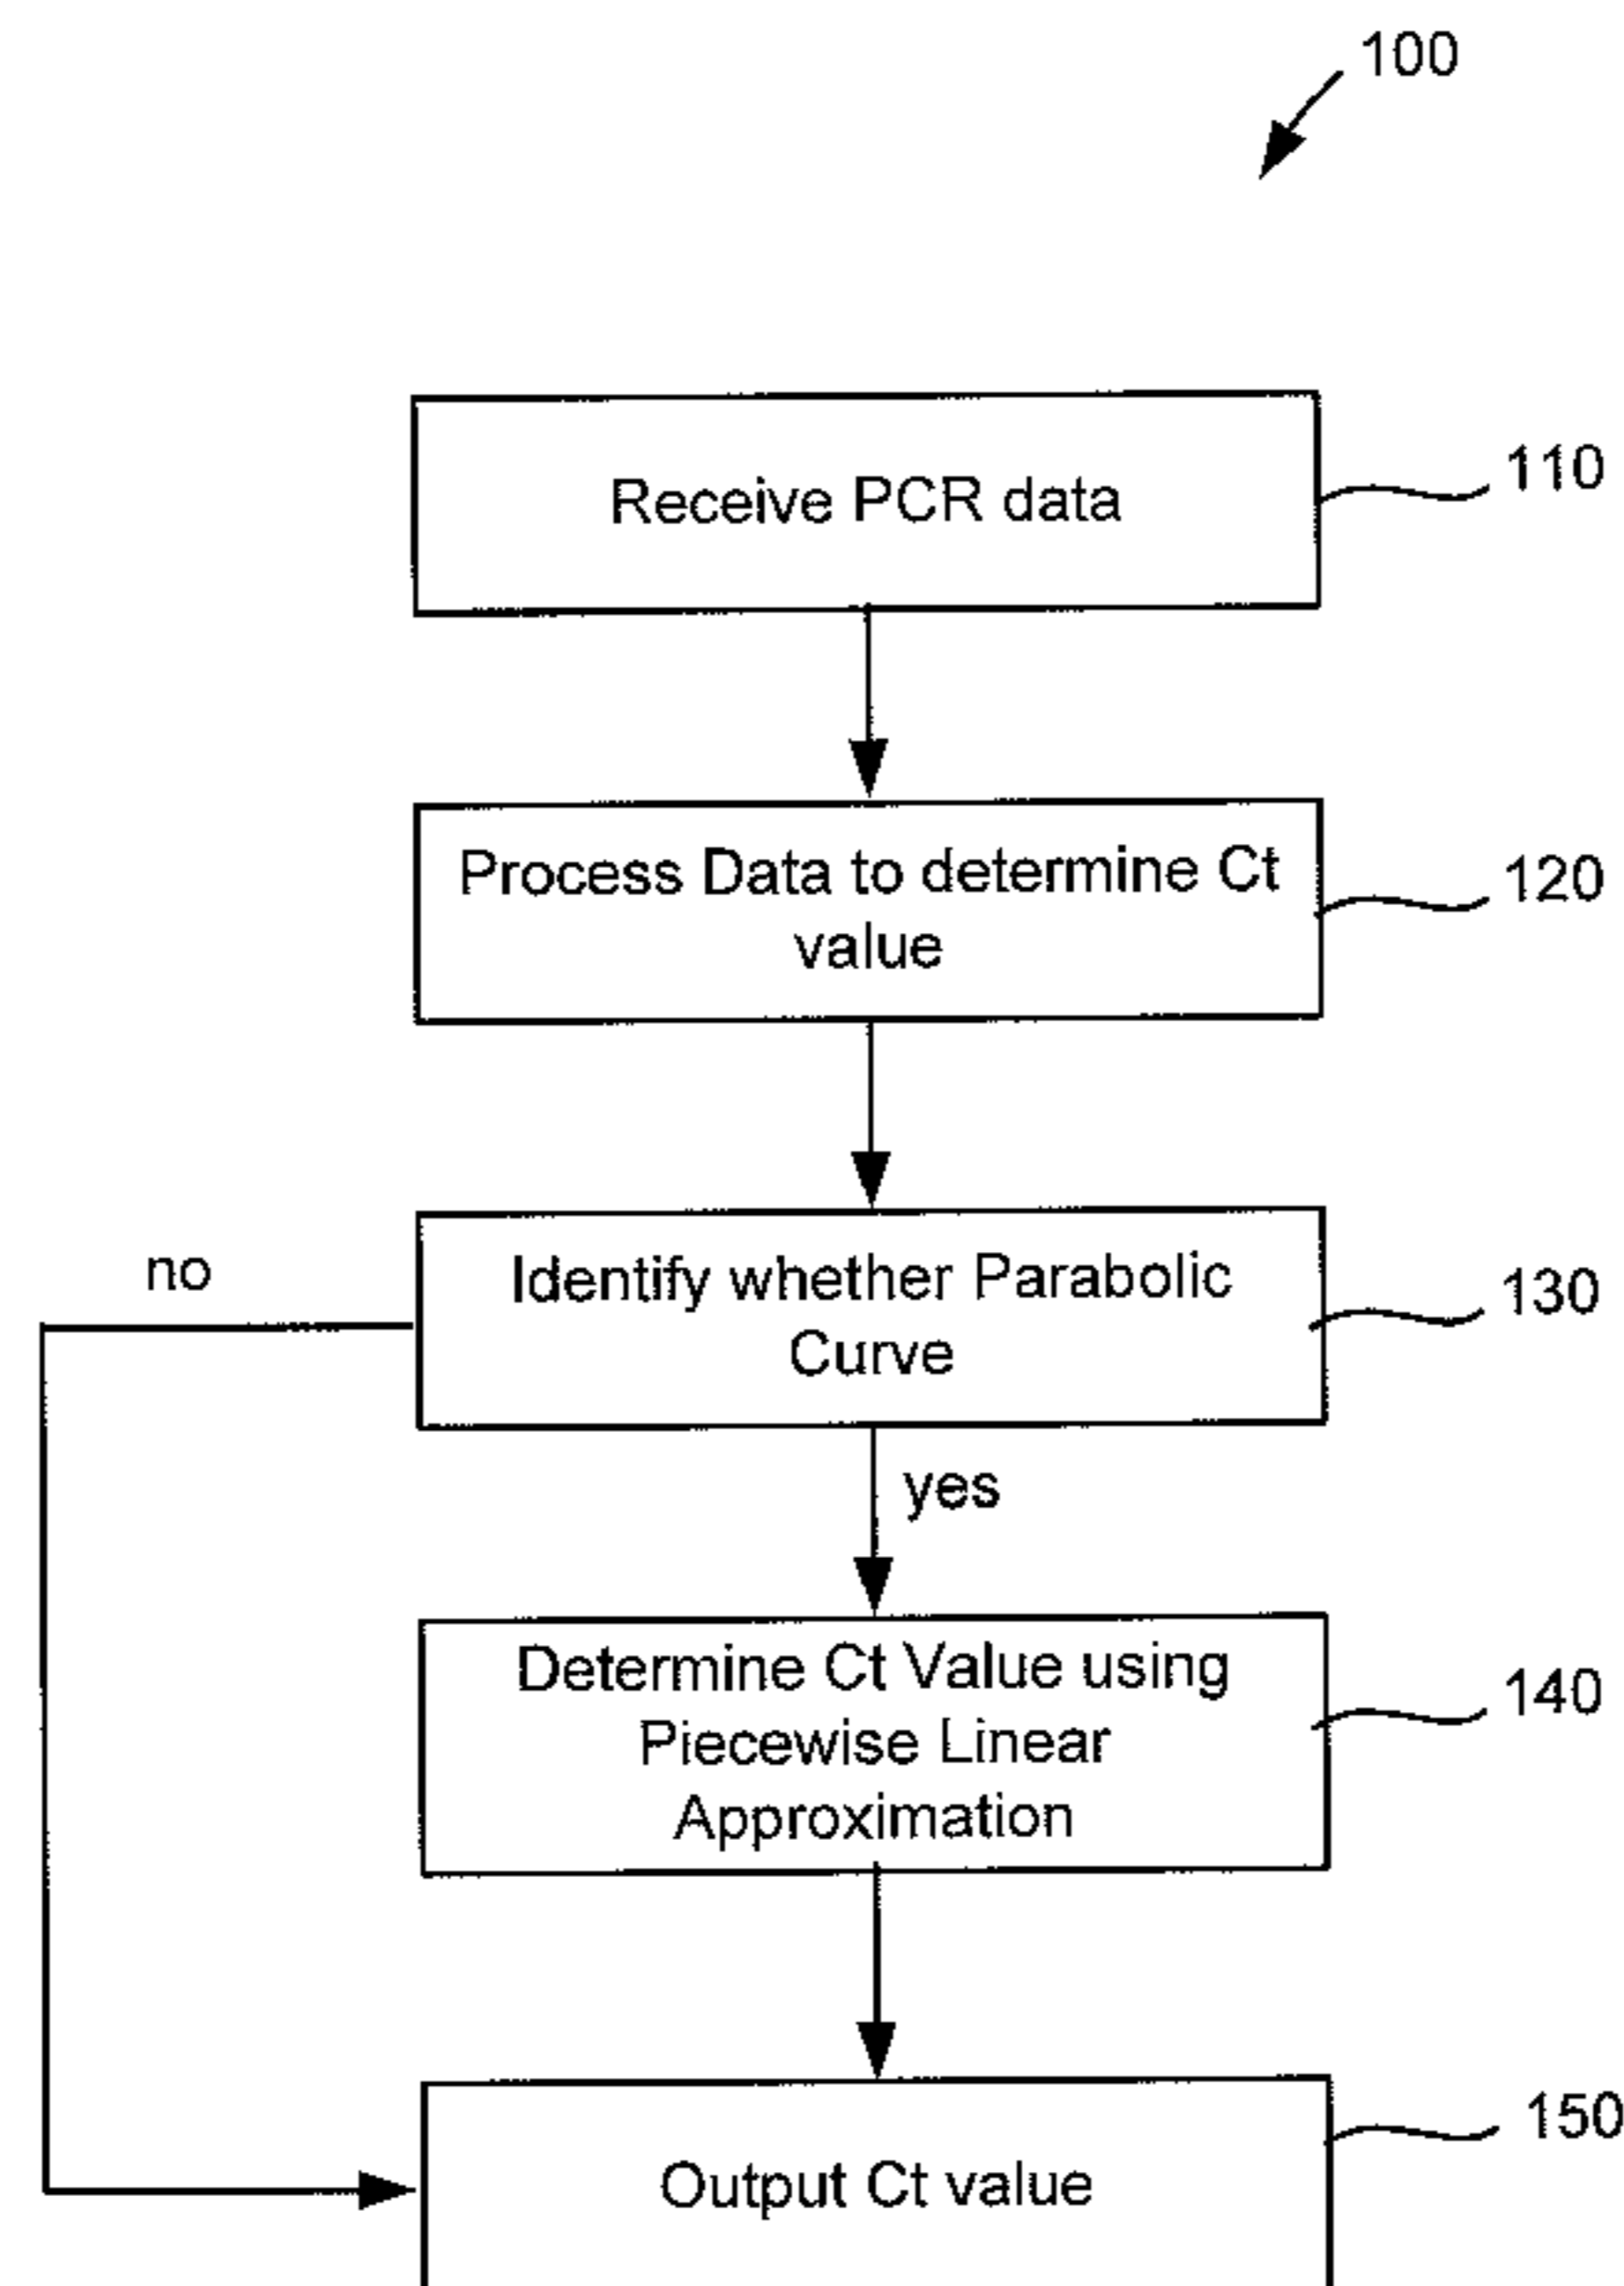 100
Receive PCR data
110
Process Data to determine Ct
value
120
no
Identify whether Parabolic
Curve
130
yes
Determine Ct Value using
Piecewise Linear
Approximation
140
Output Ct value
150